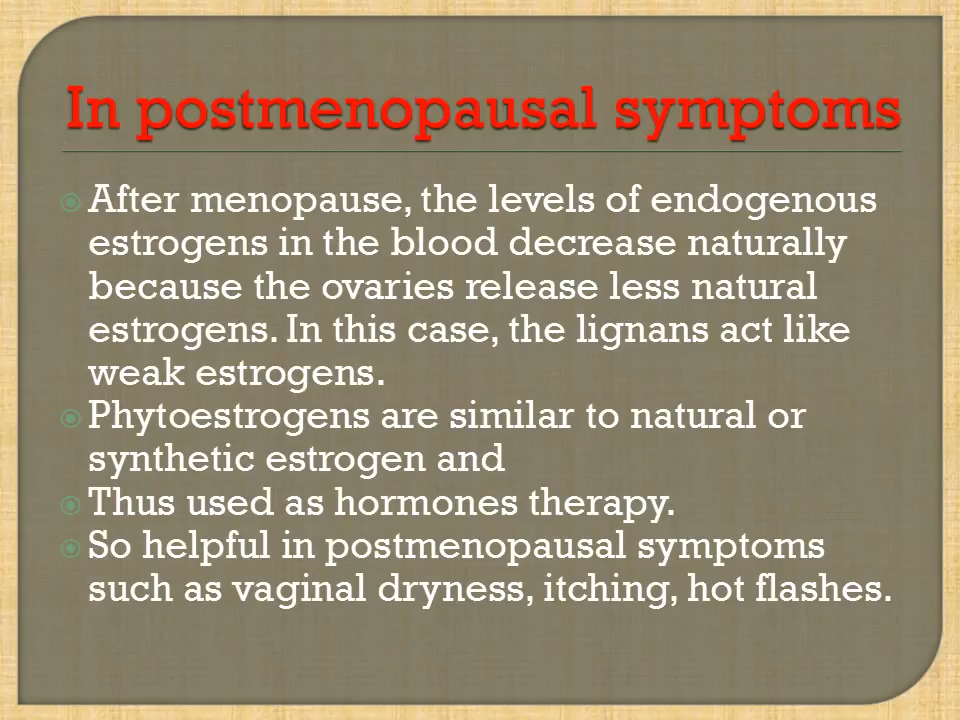 In postmenopausal symptoms
After menopause, the levels of endogenous
estrogens in the blood decrease naturally
because the ovaries release less natural
estrogens. In this case, the lignans act like
weak estrogens.
Phytoestrogens are similar to natural or
synthetic estrogen and
Thus used as hormones therapy.
So helpful in postmenopausal symptoms
such as vaginal dryness, itching, hot flashes.